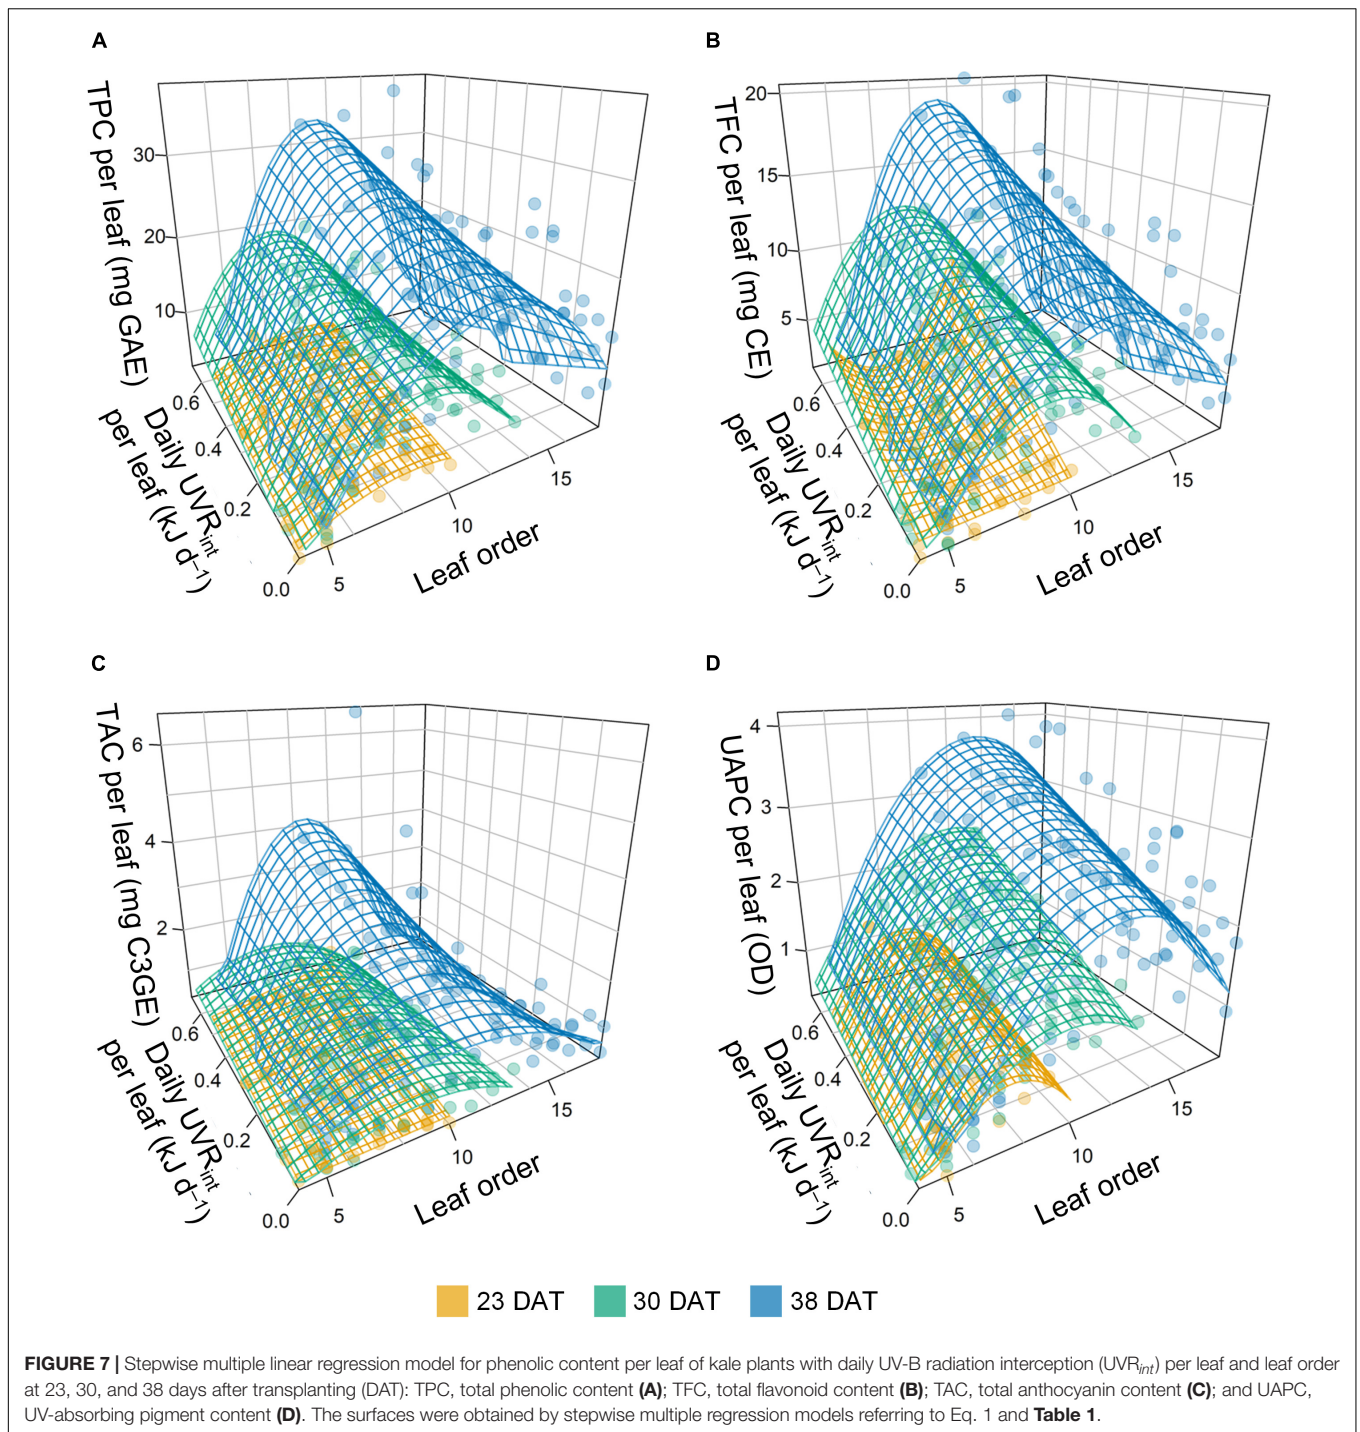 A
TPC per leaf (mg GAE)
30
20
10
0.6
0.4
0.2
0.0
Daily UVRint
per leaf (kJ d−1)
5
10
15
Leaf order
B
TFC per leaf (mg CE)
20
15
10
5
0.6
0.4
0.2
0.0
Daily UVRint
per leaf (kJ d−1)
5
10
15
Leaf order
C
TAC per leaf (mg C3GE)
6
4
2
0.6
0.4
0.2
0.0
Daily UVRint
per leaf (kJ d−1)
5
10
15
Leaf order
D
UAPC per leaf (OD)
4
3
2
1
0.6
0.4
0.2
0.0
Daily UVRint
per leaf (kJ d−1)
5
10
15
Leaf order
23 DAT 30 DAT 38 DAT
FIGURE 7 | Stepwise multiple linear regression model for phenolic content per leaf of kale plants with daily UV-B radiation interception (UVRint) per leaf and leaf order
at 23, 30, and 38 days after transplanting (DAT): TPC, total phenolic content (A); TFC, total flavonoid content (B); TAC, total anthocyanin content (C); and UAPC,
UV-absorbing pigment content (D). The surfaces were obtained by stepwise multiple regression models referring to Eq. 1 and Table 1.